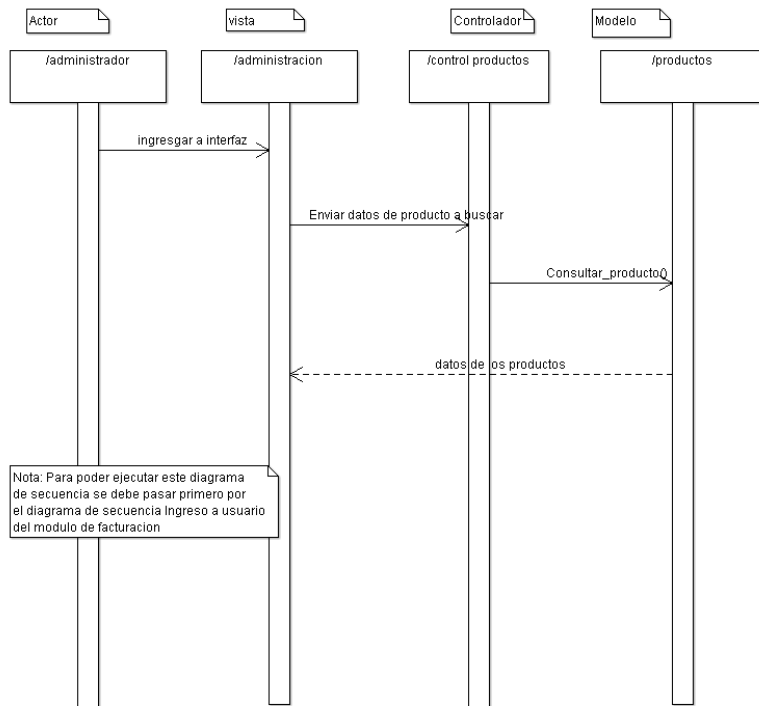 Actor
vista
Controlador
Modelo
/administrador
/administracion
/control productos
/productos
ingresgar a interfaz
Enviar datos de producto a buscar
Consultar_producto()
datos de los productos
Nota: Para poder ejecutar este diagrama
de secuencia se debe pasar primero por
el diagrama de secuencia Ingreso a usuario
del modulo de facturacion